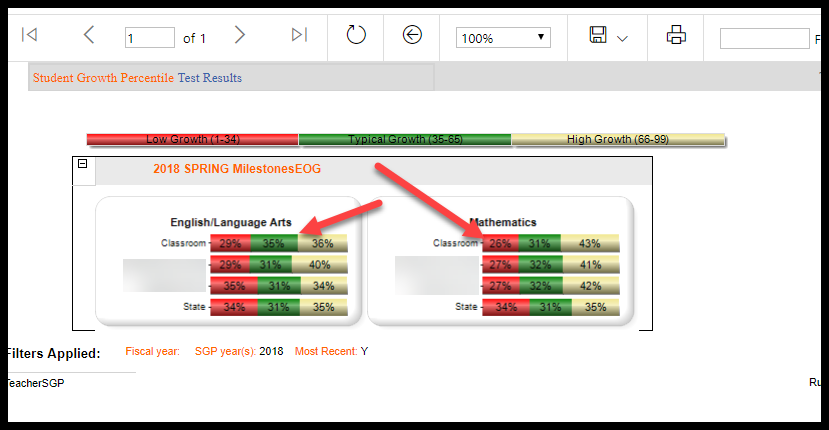 1 of 1 100% F
Student Growth Percentile Test Results
Low Growth (1-34) Typical Growth (35-65) High Growth (66-99)
2018 SPRING MilestonesEOG
English/Language Arts
Classroom 29% 35% 36%
29% 31% 40%
35% 31% 34%
State 34% 31% 35%
Mathematics
Classroom 26% 31% 43%
27% 32% 41%
27% 32% 42%
State 34% 31% 35%
Filters Applied: Fiscal year: SGP year(s): 2018 Most Recent: Y
TeacherSGP Ru